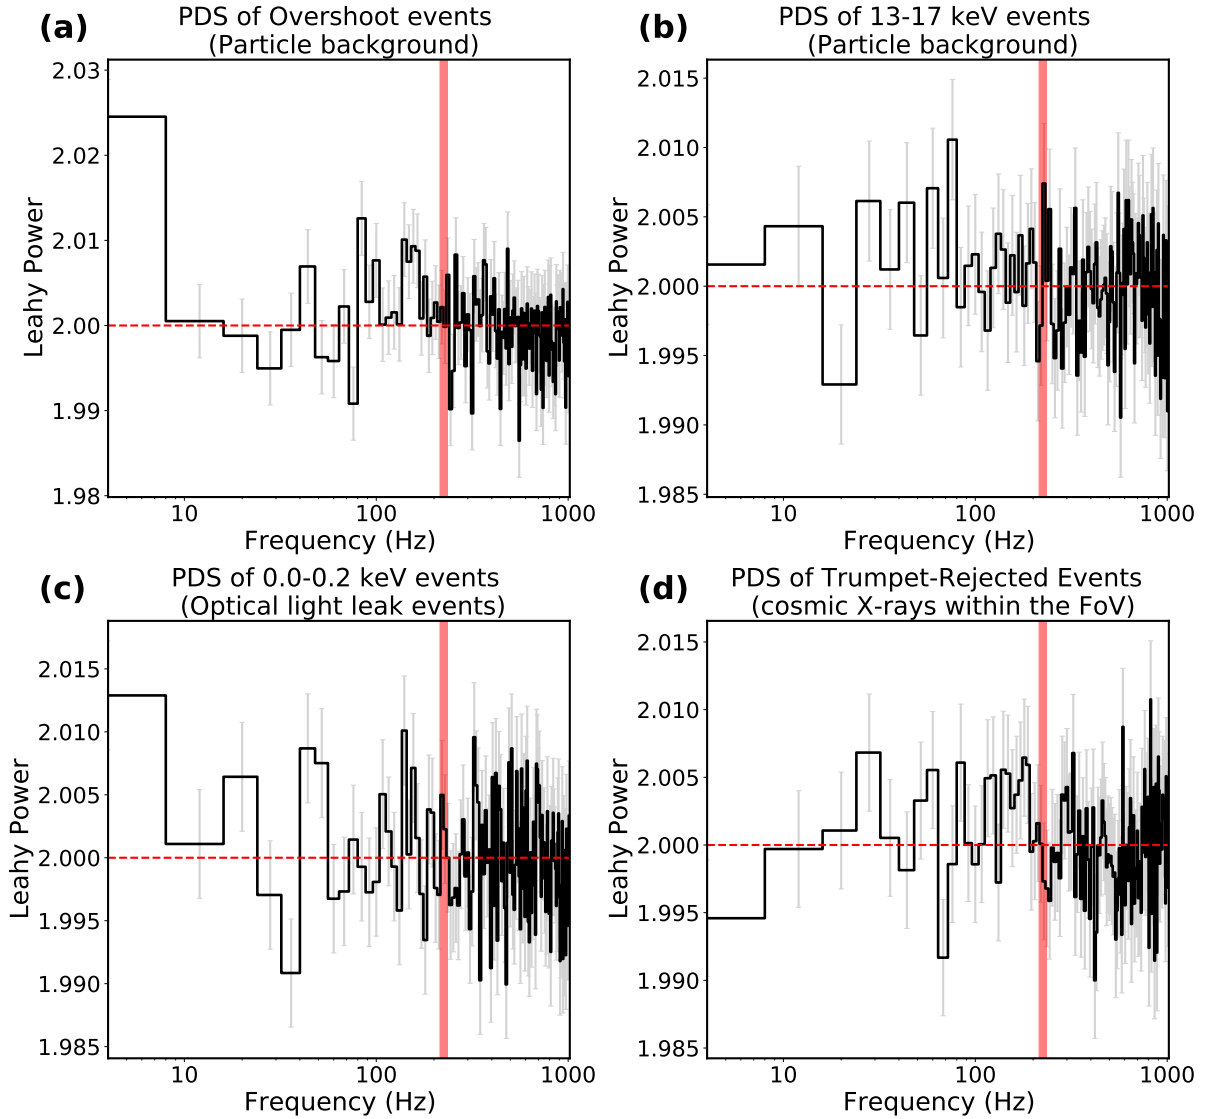 (a)
PDS of Overshoot events
(Particle background)
2.03
2.02
2.01
2.00
1.99
1.98
Leahy Power
10
100
1000
Frequency (Hz)
(b)
PDS of 13-17 keV events
(Particle background)
2.015
2.010
2.005
2.000
1.995
1.990
1.985
Leahy Power
10
100
1000
Frequency (Hz)
(c)
PDS of 0.0-0.2 keV events
(Optical light leak events)
2.015
2.010
2.005
2.000
1.995
1.990
1.985
Leahy Power
10
100
1000
Frequency (Hz)
(d)
PDS of Trumpet-Rejected Events
(cosmic X-rays within the FoV)
2.015
2.010
2.005
2.000
1.995
1.990
1.985
Leahy Power
10
100
1000
Frequency (Hz)